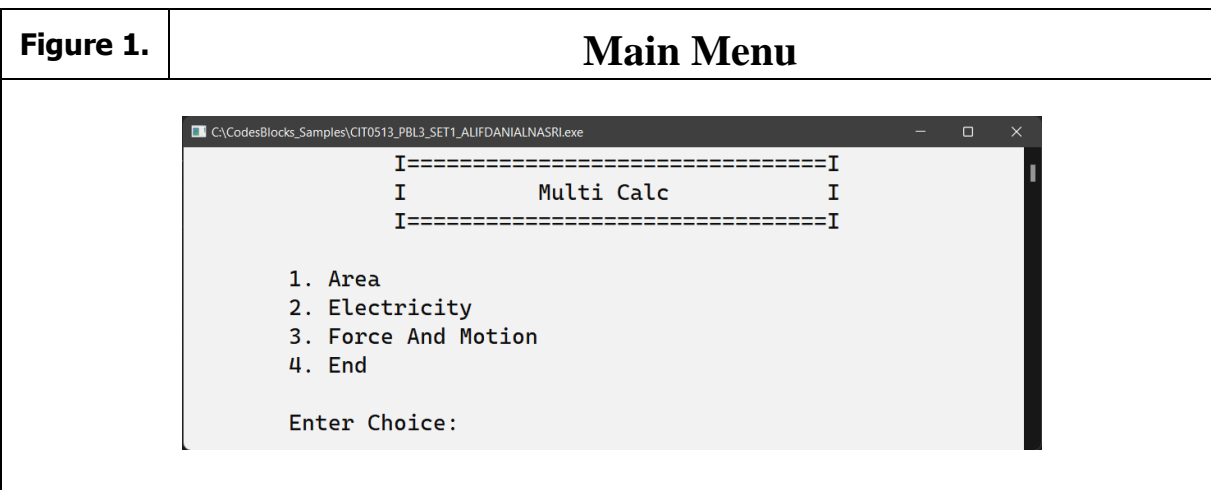 Figure 1.
Main Menu
C:\CodesBlocks_Samples\CIT0513_PBL3_SET1_ALIFDANIALNASRI.exe
I================================I
I Multi Calc I
I================================I
1. Area
2. Electricity
3. Force And Motion
4. End
Enter Choice: